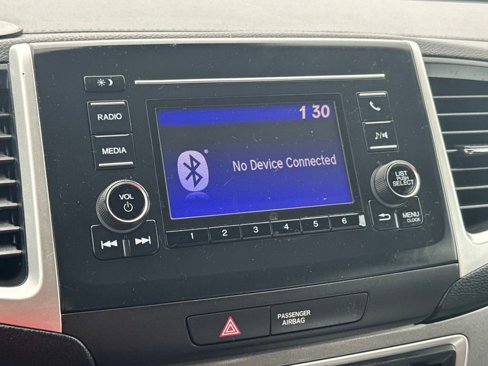 1 30
RADIO
MEDIA
No Device Connected
VOL
LIST
PUSH
SELECT
MENU
CLOCK
1 2 3 4 5 6
PASSENGER
AIRBAG